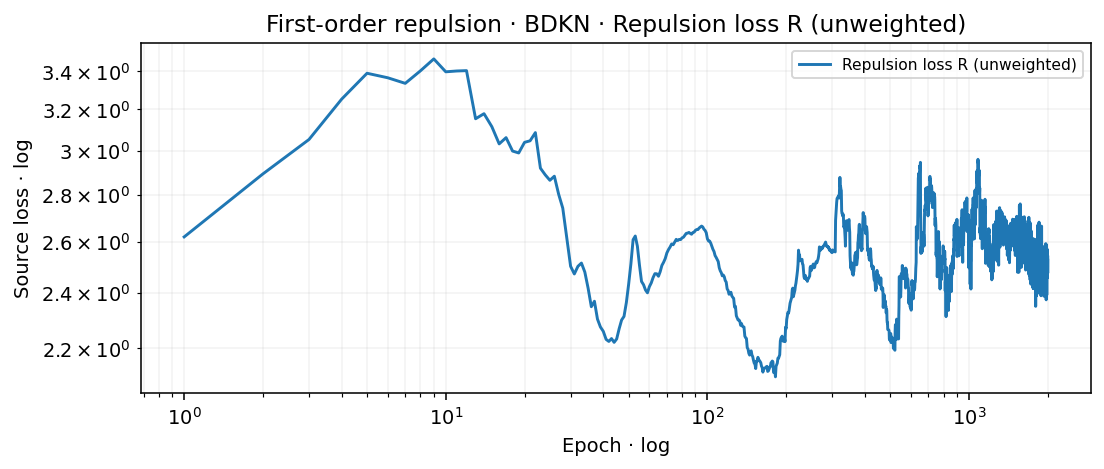 First-order repulsion · BDKN · Repulsion loss R (unweighted)
Repulsion loss R (unweighted)
Source loss · log
3.4 × 10⁰
3.2 × 10⁰
3 × 10⁰
2.8 × 10⁰
2.6 × 10⁰
2.4 × 10⁰
2.2 × 10⁰
10⁰ 10¹ 10² 10³
Epoch · log